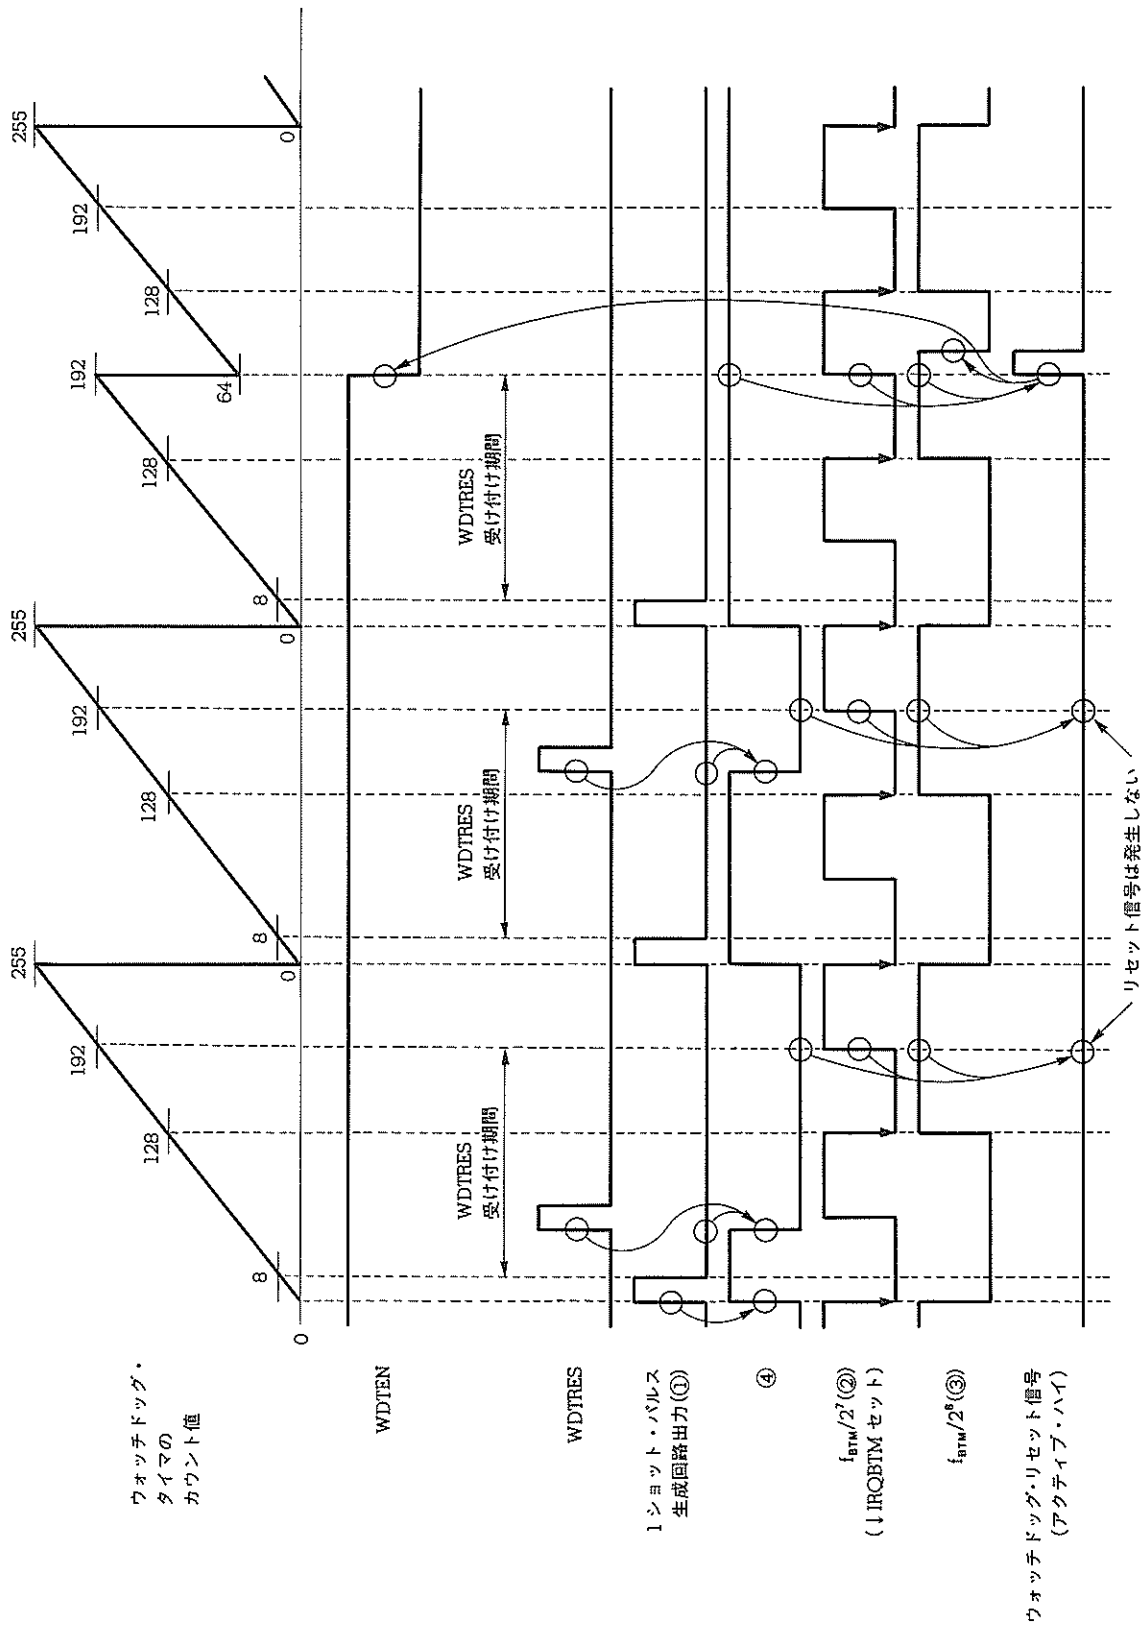 ウォッチドッグ・
タイマの
カウント値
0
8
128
192
255
0
8
128
192
255
0
8
128
192
64
128
192
255
0
WDTEN
WDTRES
受け付け期間
WDTRES
受け付け期間
WDTRES
受け付け期間
WDTRES
1ショット・パルス
生成回路出力(①)
④
fBTM/2⁷(②)
(↓IRQBTMセット)
fBTM/2⁸(③)
ウォッチドッグ・リセット信号
(アクティブ・ハイ)
リセット信号は発生しない